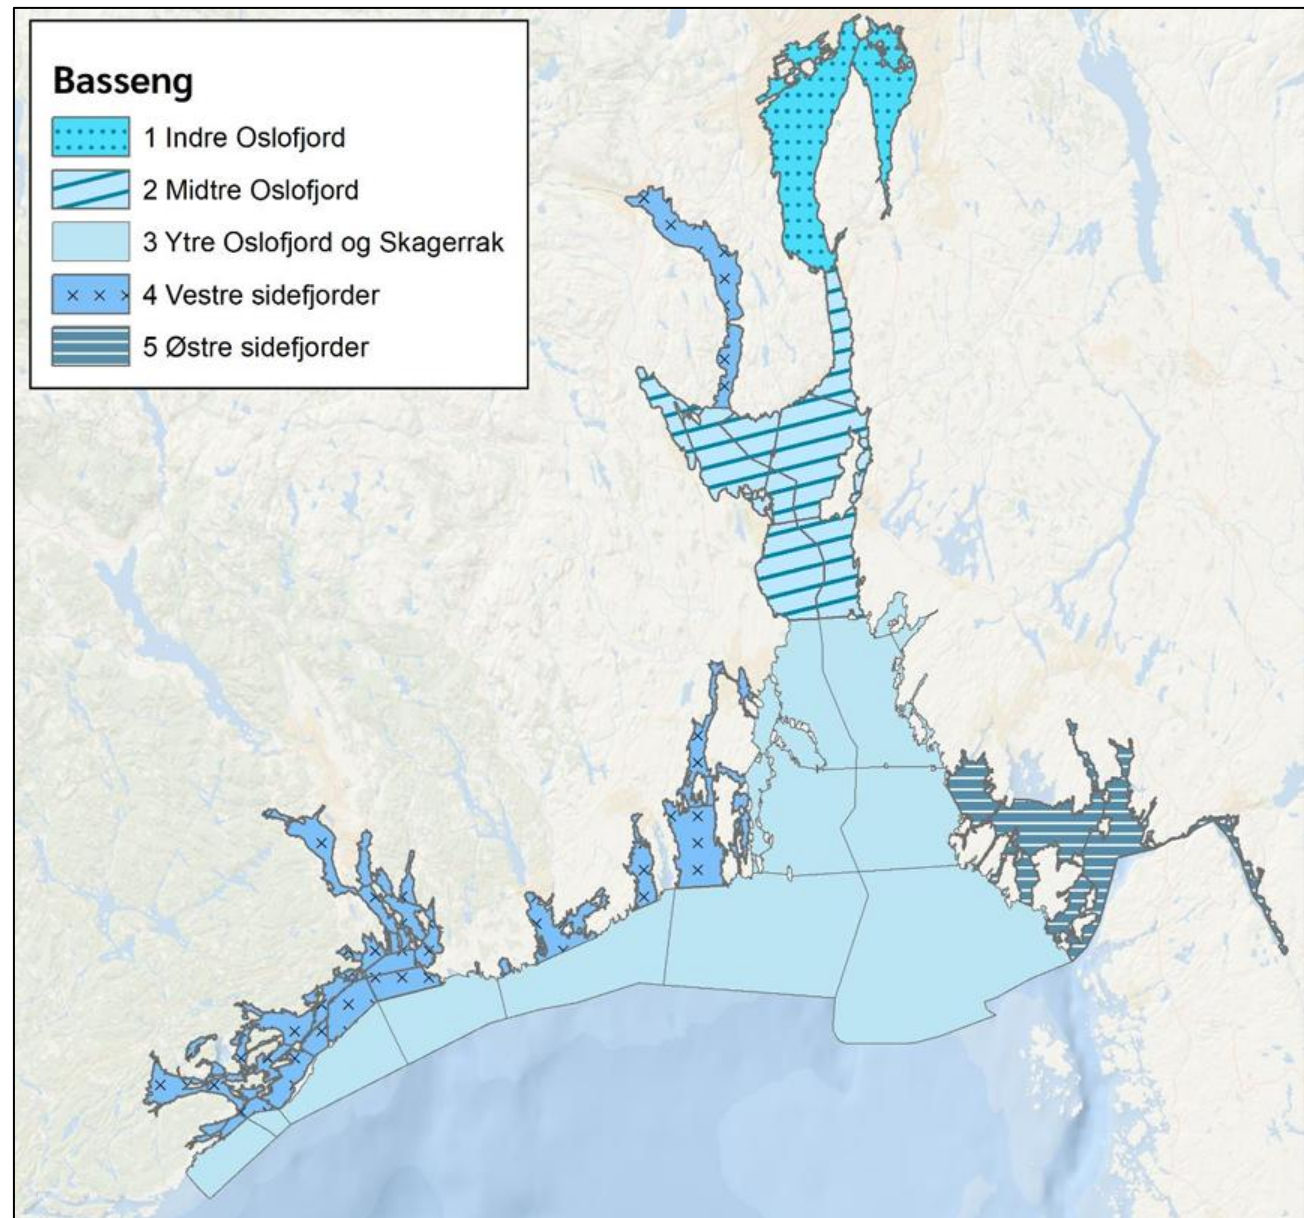 Basseng
1 Indre Oslofjord
2 Midtre Oslofjord
3 Ytre Oslofjord og Skagerrak
4 Vestre sidefjorder
5 Østre sidefjorder